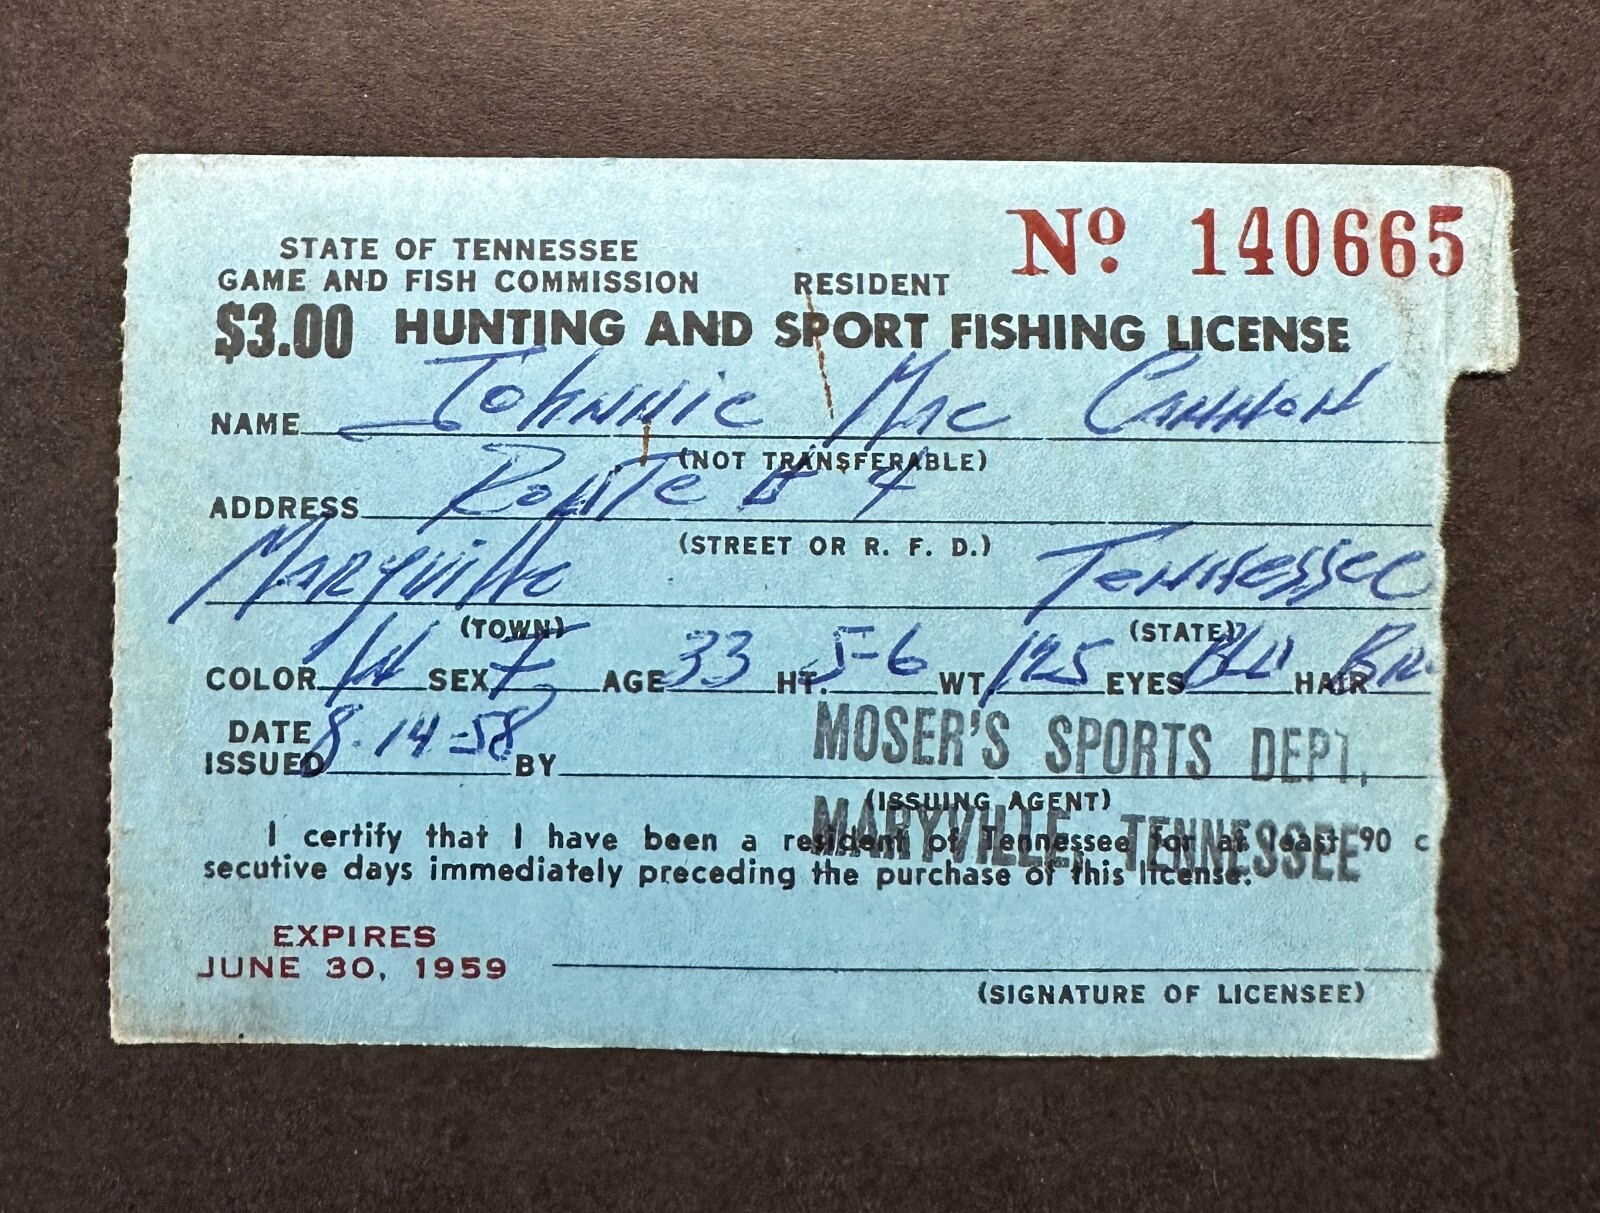 Nº 140665
STATE OF TENNESSEE
GAME AND FISH COMMISSION RESIDENT
$3.00 HUNTING AND SPORT FISHING LICENSE
NAME Johnnie Mac Cannon
(NOT TRANSFERABLE)
ADDRESS Route # 4
(STREET OR R. F. D.)
Maryville Tennessee
(TOWN) (STATE)
COLOR W SEX F AGE 33 HT. 5-6 WT 125 EYES BLU HAIR Brn
DATE
ISSUED 8-14-58 BY MOSER'S SPORTS DEPT.
(ISSUING AGENT)
MARYVILLE, TENNESSEE
I certify that I have been a resident of Tennessee for at least 90 c
secutive days immediately preceding the purchase of this license.
EXPIRES
JUNE 30, 1959
(SIGNATURE OF LICENSEE)